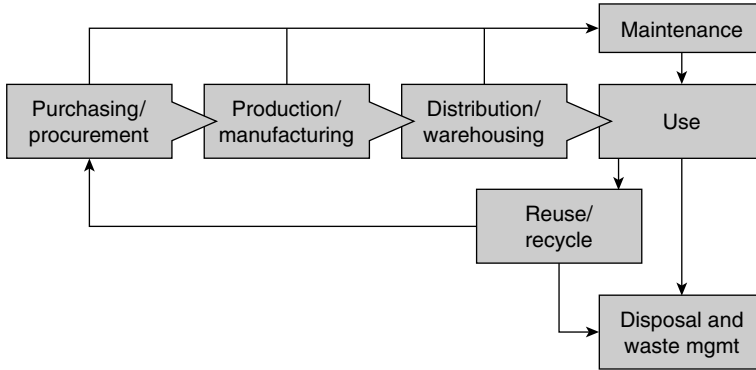 Maintenance
Purchasing/
procurement
Production/
manufacturing
Distribution/
warehousing
Use
Reuse/
recycle
Disposal and
waste mgmt